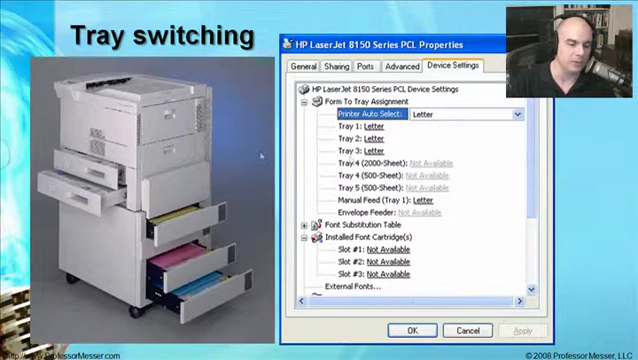 Tray switching
HP LaserJet 8150 Series PCL Properties
General Sharing Ports Advanced Device Settings
HP LaserJet 8150 Series PCL Device Settings
Form To Tray Assignment
Printer Auto Select: Letter
Tray 1: Letter
Tray 2: Letter
Tray 3: Letter
Tray 4 (2000-Sheet): Not Available
Tray 4 (500-Sheet): Not Available
Tray 5 (500-Sheet): Not Available
Manual Feed (Tray 1): Letter
Envelope Feeder: Not Available
Font Substitution Table
Installed Font Cartridge(s)
Slot #1: Not Available
Slot #2: Not Available
Slot #3: Not Available
External Fonts...
OK Cancel Apply
http://www.ProfessorMesser.com
© 2008 Professor Messer, LLC